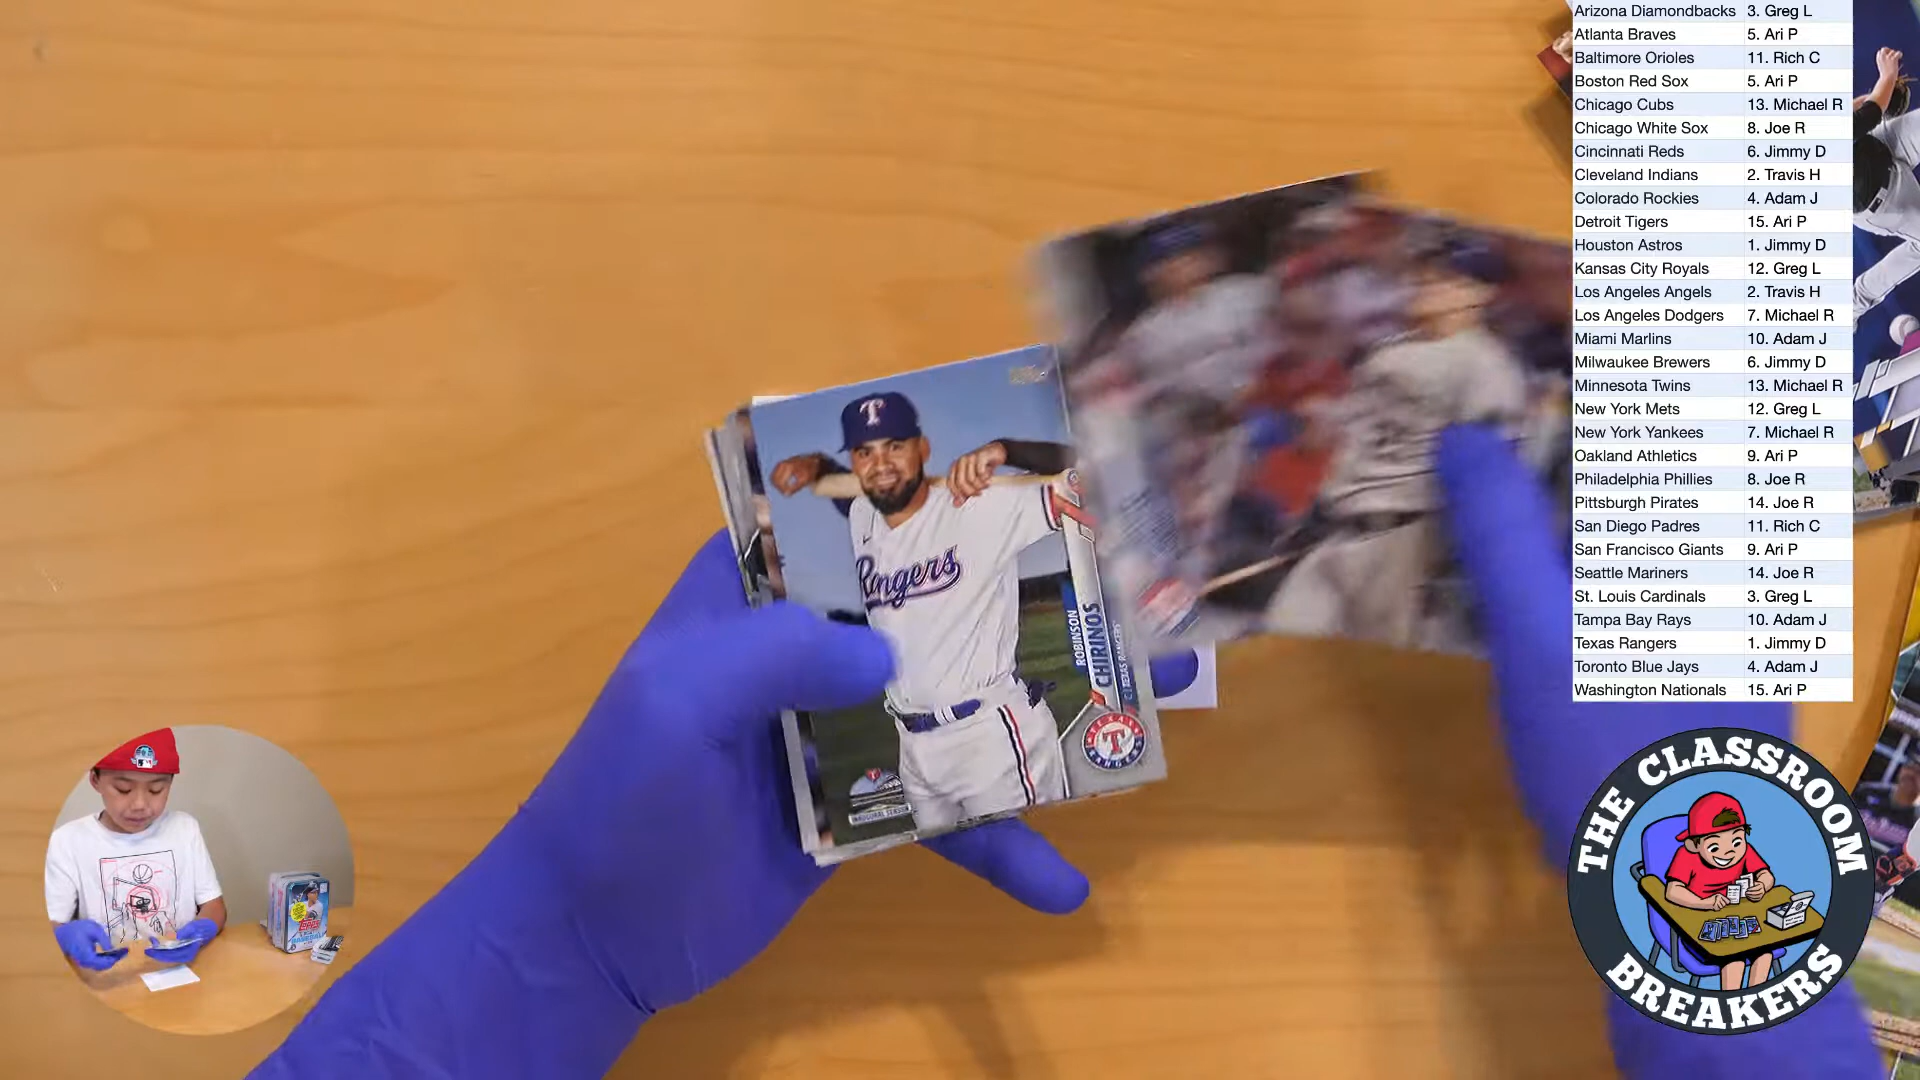 Arizona Diamondbacks 3. Greg L
Atlanta Braves 5. Ari P
Baltimore Orioles 11. Rich C
Boston Red Sox 5. Ari P
Chicago Cubs 13. Michael R
Chicago White Sox 8. Joe R
Cincinnati Reds 6. Jimmy D
Cleveland Indians 2. Travis H
Colorado Rockies 4. Adam J
Detroit Tigers 15. Ari P
Houston Astros 1. Jimmy D
Kansas City Royals 12. Greg L
Los Angeles Angels 2. Travis H
Los Angeles Dodgers 7. Michael R
Miami Marlins 10. Adam J
Milwaukee Brewers 6. Jimmy D
Minnesota Twins 13. Michael R
New York Mets 12. Greg L
New York Yankees 7. Michael R
Oakland Athletics 9. Ari P
Philadelphia Phillies 8. Joe R
Pittsburgh Pirates 14. Joe R
San Diego Padres 11. Rich C
San Francisco Giants 9. Ari P
Seattle Mariners 14. Joe R
St. Louis Cardinals 3. Greg L
Tampa Bay Rays 10. Adam J
Texas Rangers 1. Jimmy D
Toronto Blue Jays 4. Adam J
Washington Nationals 15. Ari P
T
Rangers
ROBINSON
CHIRINOS
TEXAS RANGERS
TEXAS
T
RANGERS
INAUGURAL SEASON
TOPPS
THE CLASSROOM
BREAKERS